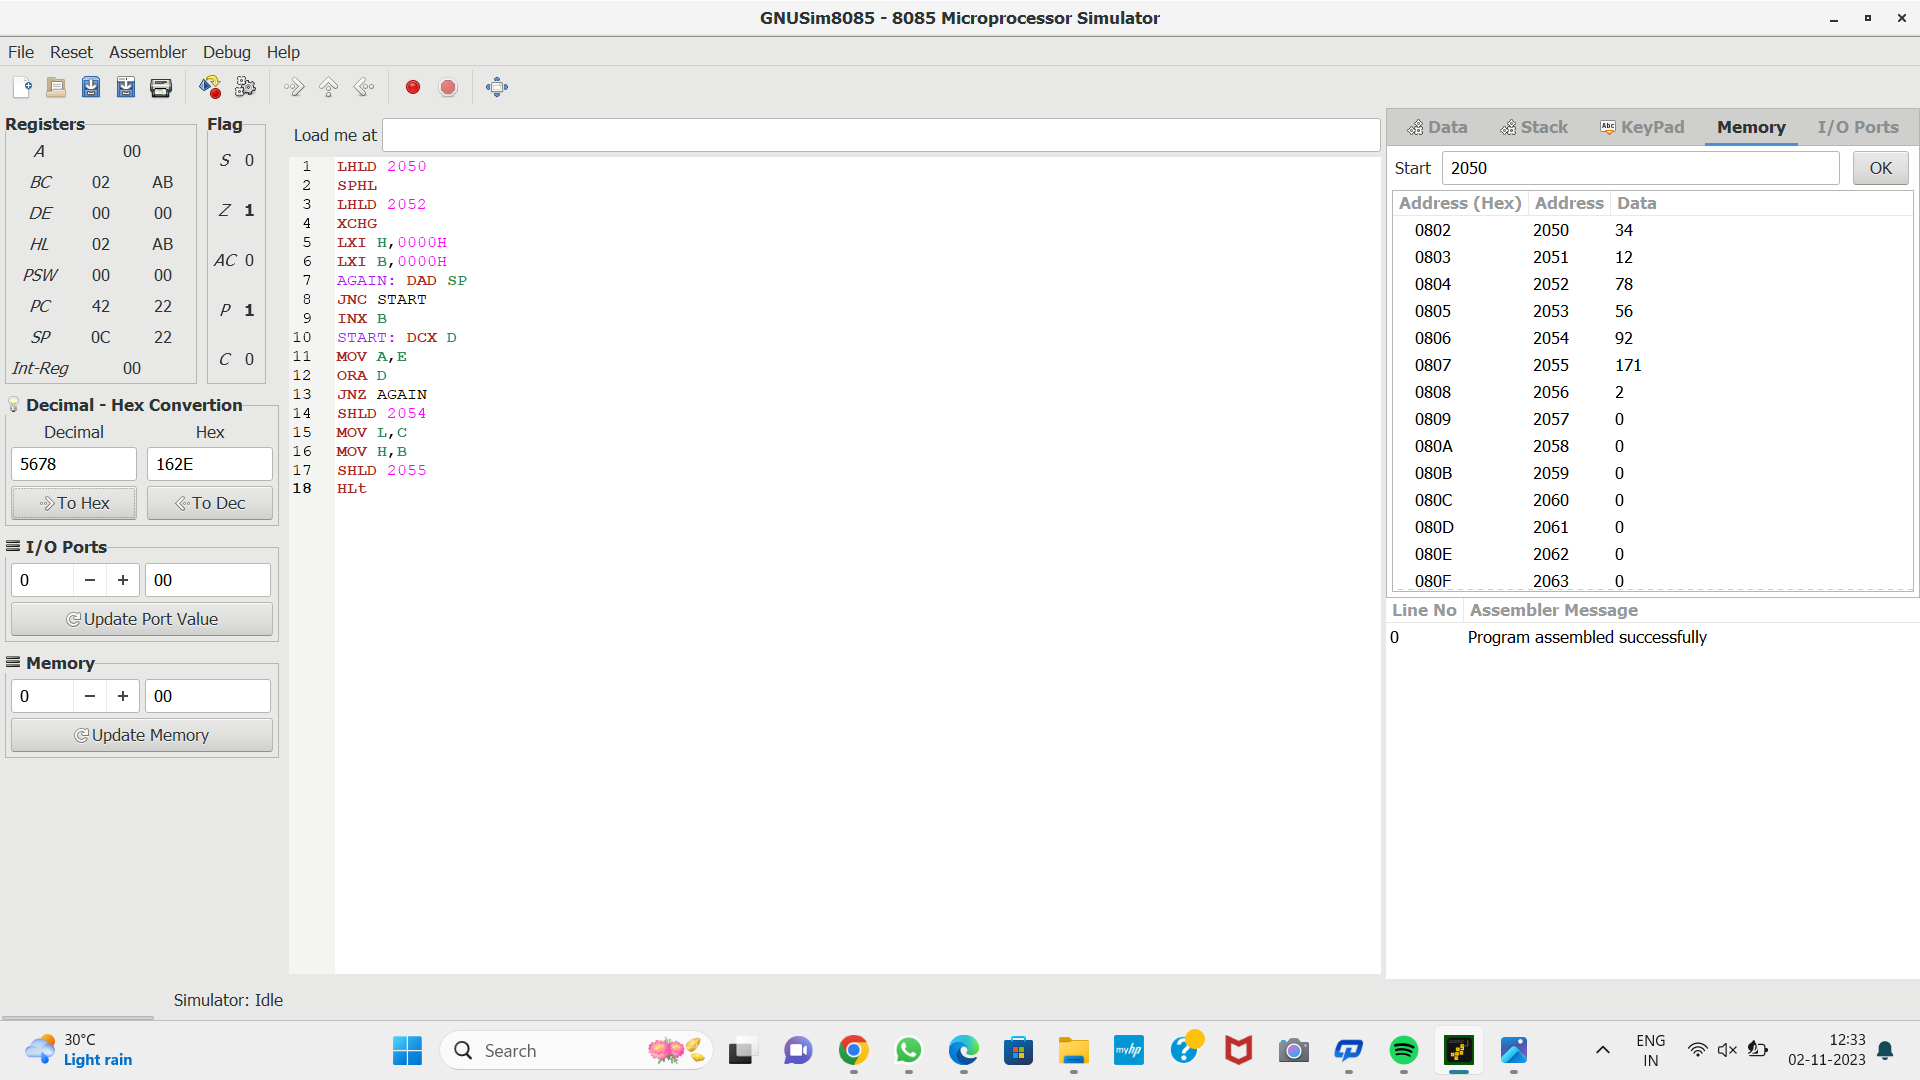 GNUSim8085 - 8085 Microprocessor Simulator
File Reset Assembler Debug Help
Registers
A 00
BC 02 AB
DE 00 00
HL 02 AB
PSW 00 00
PC 42 22
SP 0C 22
Int-Reg 00
Flag
S 0
Z 1
AC 0
P 1
C 0
Decimal - Hex Convertion
Decimal Hex
5678 162E
To Hex To Dec
I/O Ports
0 − + 00
Update Port Value
Memory
0 − + 00
Update Memory
Load me at
1 LHLD 2050
2 SPHL
3 LHLD 2052
4 XCHG
5 LXI H,0000H
6 LXI B,0000H
7 AGAIN: DAD SP
8 JNC START
9 INX B
10 START: DCX D
11 MOV A,E
12 ORA D
13 JNZ AGAIN
14 SHLD 2054
15 MOV L,C
16 MOV H,B
17 SHLD 2055
18 HLt
Data Stack Abc KeyPad Memory I/O Ports
Start 2050 OK
Address (Hex) Address Data
0802 2050 34
0803 2051 12
0804 2052 78
0805 2053 56
0806 2054 92
0807 2055 171
0808 2056 2
0809 2057 0
080A 2058 0
080B 2059 0
080C 2060 0
080D 2061 0
080E 2062 0
080F 2063 0
Line No Assembler Message
0 Program assembled successfully
Simulator: Idle
30°C
Light rain
Search
myhp
ENG
IN
12:33
02-11-2023